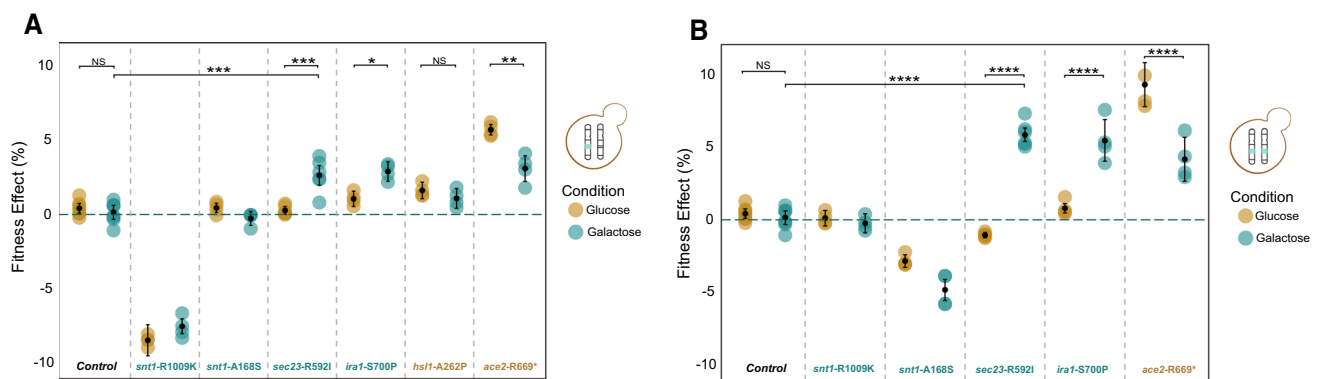 A
Fitness Effect (%)
10
5
0
-5
-10
NS
***
***
*
NS
**
Control
snt1-R1009K
snt1-A168S
sec23-R592I
ira1-S700P
hsl1-A262P
ace2-R669*
Condition
Glucose
Galactose
B
Fitness Effect (%)
10
5
0
-5
-10
NS
****
****
****
****
Control
snt1-R1009K
snt1-A168S
sec23-R592I
ira1-S700P
ace2-R669*
Condition
Glucose
Galactose